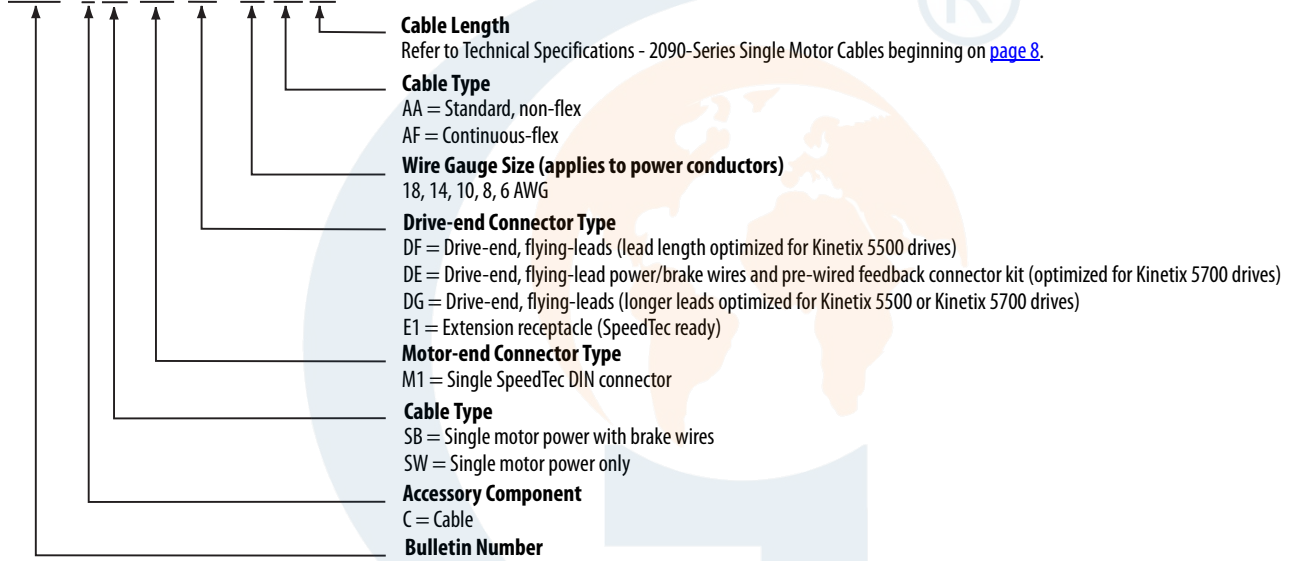 Cable Length
Refer to Technical Specifications - 2090-Series Single Motor Cables beginning on page 8.
Cable Type
AA = Standard, non-flex
AF = Continuous-flex
Wire Gauge Size (applies to power conductors)
18, 14, 10, 8, 6 AWG
Drive-end Connector Type
DF = Drive-end, flying-leads (lead length optimized for Kinetix 5500 drives)
DE = Drive-end, flying-lead power/brake wires and pre-wired feedback connector kit (optimized for Kinetix 5700 drives)
DG = Drive-end, flying-leads (longer leads optimized for Kinetix 5500 or Kinetix 5700 drives)
E1 = Extension receptacle (SpeedTec ready)
Motor-end Connector Type
M1 = Single SpeedTec DIN connector
Cable Type
SB = Single motor power with brake wires
SW = Single motor power only
Accessory Component
C = Cable
Bulletin Number